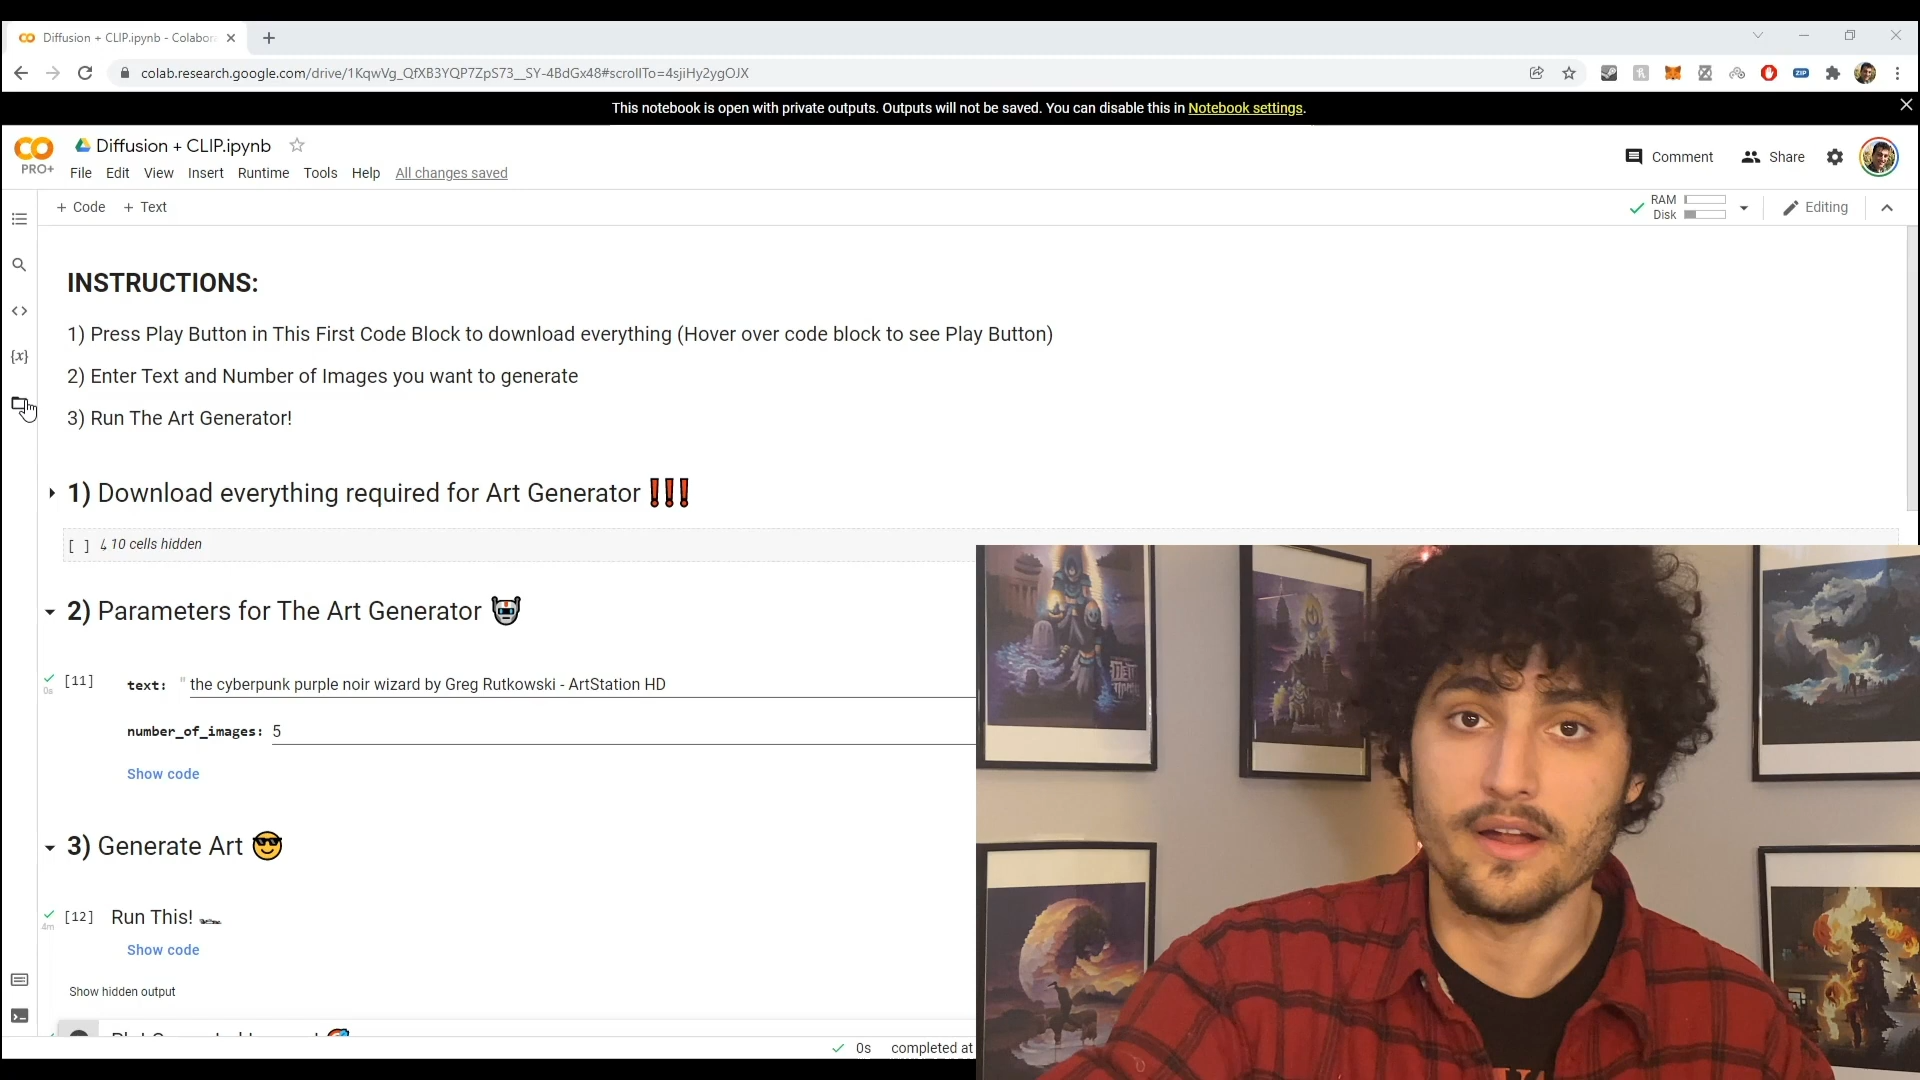 Diffusion + CLIP.ipynb - Colabora
colab.research.google.com/drive/1KqwVg_QfXB3YQP7ZpS73__SY-4BdGx48#scrollTo=4sjiHy2ygOJX
ZIP
This notebook is open with private outputs. Outputs will not be saved. You can disable this in Notebook settings.
CO
PRO+
Diffusion + CLIP.ipynb
File Edit View Insert Runtime Tools Help All changes saved
Comment
Share
+ Code + Text
RAM
Disk
Editing
INSTRUCTIONS:
1) Press Play Button in This First Code Block to download everything (Hover over code block to see Play Button)
2) Enter Text and Number of Images you want to generate
3) Run The Art Generator!
1) Download everything required for Art Generator ‼️❗
[ ] ↳ 10 cells hidden
2) Parameters for The Art Generator 🤖
[11] text: " the cyberpunk purple noir wizard by Greg Rutkowski - ArtStation HD
0s
number_of_images: 5
Show code
3) Generate Art 😎
[12] Run This! 🏎
4m
Show code
Show hidden output
0s completed at